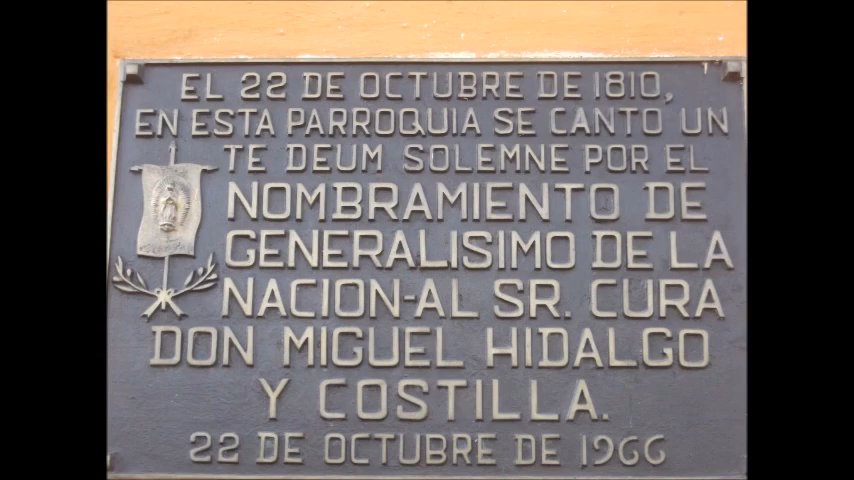 EL 22 DE OCTUBRE DE 1810,
EN ESTA PARROQUIA SE CANTO UN
TE DEUM SOLEMNE POR EL
NOMBRAMIENTO DE
GENERALISIMO DE LA
NACION-AL SR. CURA
DON MIGUEL HIDALGO
Y COSTILLA.
22 DE OCTUBRE DE 1966